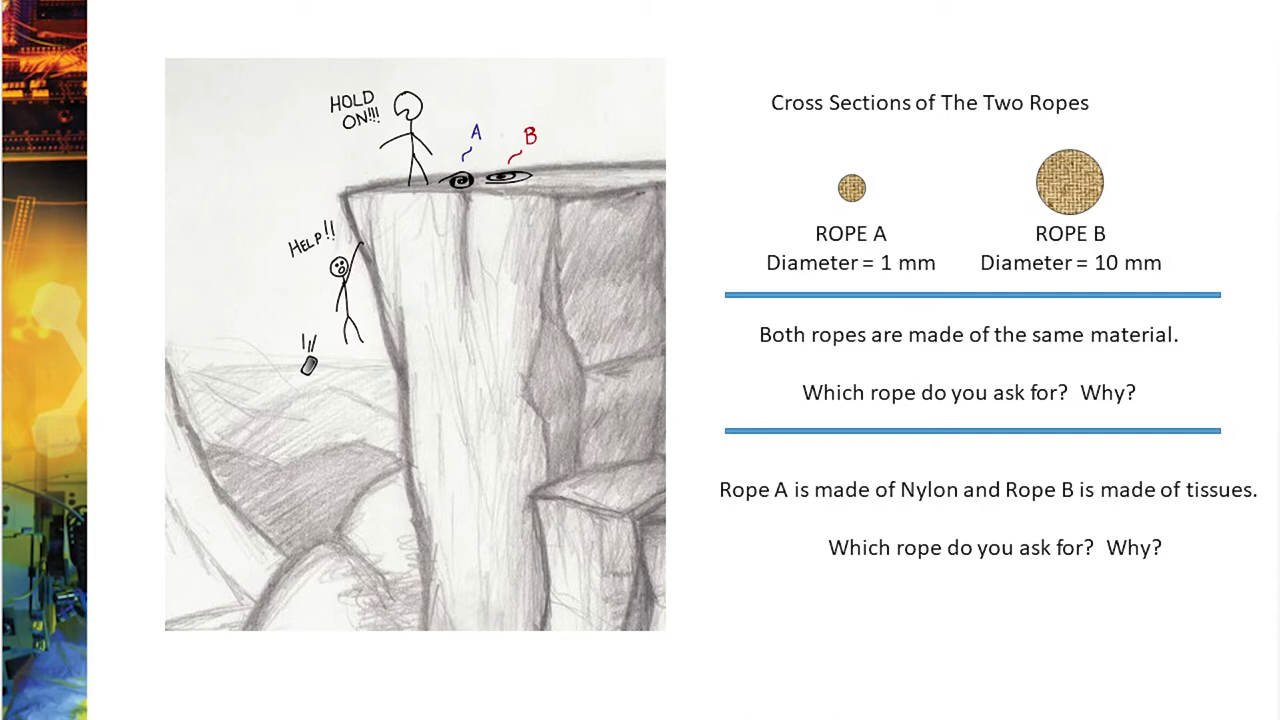 HOLD
ON!!!
A
B
HELP!!
Cross Sections of The Two Ropes
ROPE A
Diameter = 1 mm
ROPE B
Diameter = 10 mm
Both ropes are made of the same material.
Which rope do you ask for? Why?
Rope A is made of Nylon and Rope B is made of tissues.
Which rope do you ask for? Why?